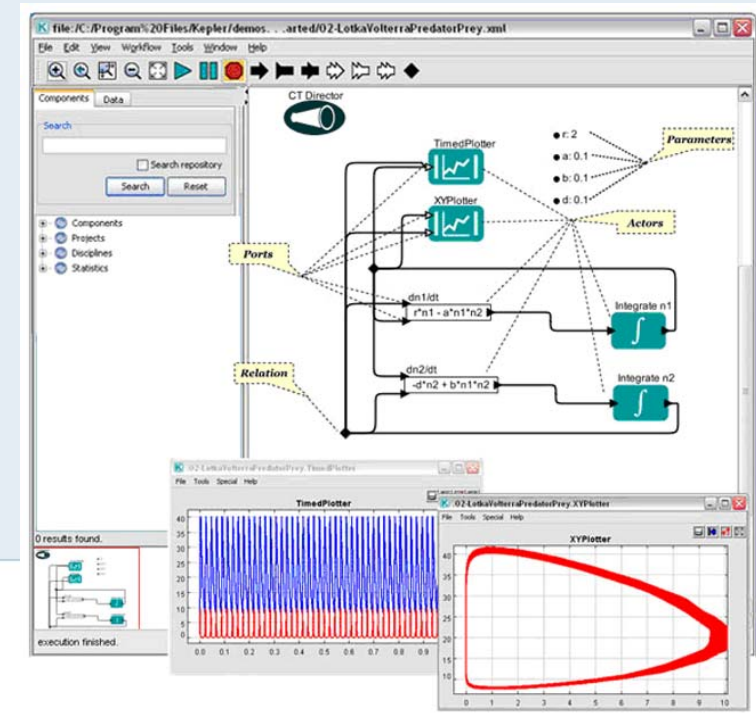 file:/C:/Program%20Files/Kepler/demos. . .arted/02-LotkaVolterraPredatorPrey.xml
File Edit View Workflow Tools Window Help
Components Data
Search
Search repository
Search Reset
Components
Projects
Disciplines
Statistics
0 results found.
execution finished.
CT Director
TimedPlotter
XYPlotter
r: 2
a: 0.1
b: 0.1
d: 0.1
Parameters
Actors
Ports
Relation
dn1/dt
r*n1 - a*n1*n2
Integrate n1
dn2/dt
-d*n2 + b*n1*n2
Integrate n2
.02-LotkaVolterraPredatorPrey.TimedPlotter
File Tools Special Help
TimedPlotter
40
35
30
25
20
15
10
5
0
0.0 0.1 0.2 0.3 0.4 0.5 0.6 0.7 0.8 0.9
.02-LotkaVolterraPredatorPrey.XYPlotter
File Tools Special Help
XYPlotter
40
35
30
25
20
15
10
0 1 2 3 4 5 6 7 8 9 10